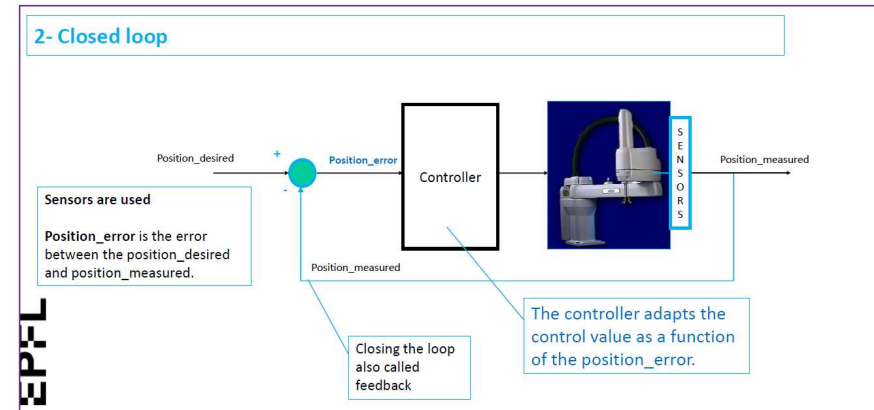 2- Closed loop
Position_desired
+
-
Position_error
Controller
SENSORS
Position_measured
Sensors are used
Position_error is the error
between the position_desired
and position_measured.
Position_measured
Closing the loop
also called
feedback
The controller adapts the
control value as a function
of the position_error.
EPFL